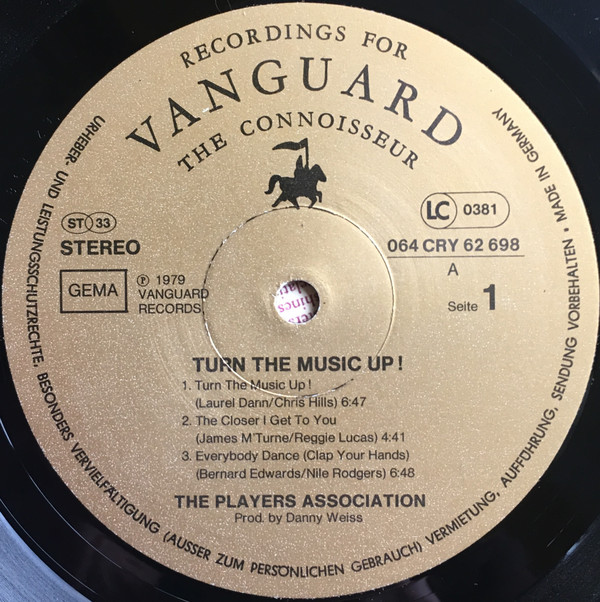 RECORDINGS FOR
VANGUARD
THE CONNOISSEUR
ST 33
STEREO
GEMA
℗ 1979
VANGUARD
RECORDS
LC 0381
064 CRY 62 698
A
Seite 1
TURN THE MUSIC UP!
1. Turn The Music Up!
(Laurel Dann/Chris Hills) 6:47
2. The Closer I Get To You
(James M'Turne/Reggie Lucas) 4:41
3. Everybody Dance (Clap Your Hands)
(Bernard Edwards/Nile Rodgers) 6:48
THE PLAYERS ASSOCIATION
Prod. by Danny Weiss
URHEBER- UND LEISTUNGSSCHUTZRECHTE, BESONDERS VERVIELFÄLTIGUNG (AUSSER ZUM PERSÖNLICHEN GEBRAUCH) VERMIETUNG, AUFFÜHRUNG, SENDUNG VORBEHALTEN • MADE IN GERMANY